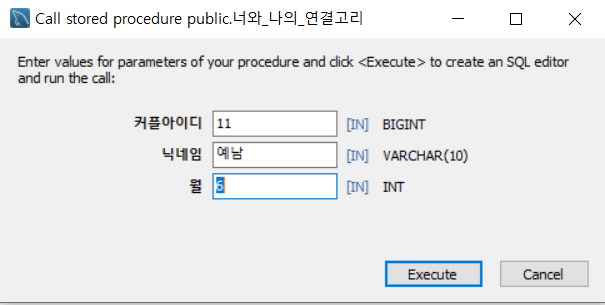 Call stored procedure public.너와_나의_연결고리
Enter values for parameters of your procedure and click <Execute> to create an SQL editor
and run the call:
커플아이디 11 [IN] BIGINT
닉네임 예남 [IN] VARCHAR(10)
월 6 [IN] INT
Execute Cancel